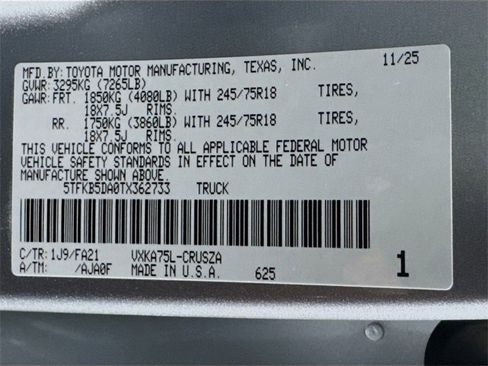 MFD.BY: TOYOTA MOTOR MANUFACTURING, TEXAS, INC. 11/25
GVWR: 3295KG (7265LB)
GAWR: FRT. 1850KG (4080LB) WITH 245/75R18 TIRES,
18X7.5J RIMS.
RR. 1750KG (3860LB) WITH 245/75R18 TIRES,
18X7.5J RIMS.
THIS VEHICLE CONFORMS TO ALL APPLICABLE FEDERAL MOTOR
VEHICLE SAFETY STANDARDS IN EFFECT ON THE DATE OF
MANUFACTURE SHOWN ABOVE.
5TFKB5DA0TX362733 TRUCK
C/TR: 1J9/FA21 VXKA75L-CRUSZA
A/TM: /AJA0F MADE IN U.S.A. 625 1